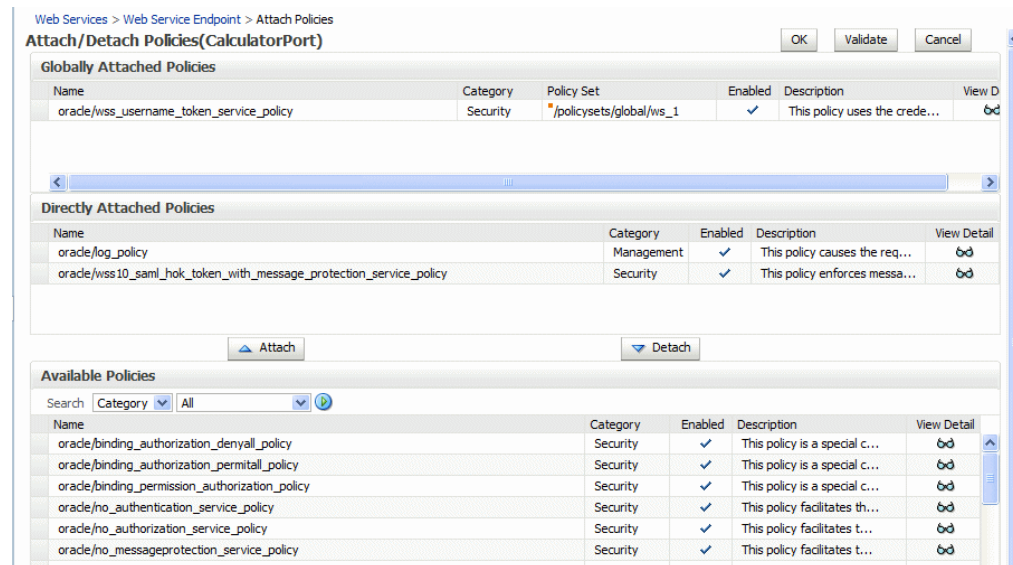 Web Services > Web Service Endpoint > Attach Policies
Attach/Detach Policies(CalculatorPort) OK Validate Cancel
Globally Attached Policies
Name Category Policy Set Enabled Description View D
oracle/wss_username_token_service_policy Security /policysets/global/ws_1 This policy uses the crede...
Directly Attached Policies
Name Category Enabled Description View Detail
oracle/log_policy Management This policy causes the req...
oracle/wss10_saml_hok_token_with_message_protection_service_policy Security This policy enforces messa...
Attach Detach
Available Policies
Search Category All
Name Category Enabled Description View Detail
oracle/binding_authorization_denyall_policy Security This policy is a special c...
oracle/binding_authorization_permitall_policy Security This policy is a special c...
oracle/binding_permission_authorization_policy Security This policy is a special c...
oracle/no_authentication_service_policy Security This policy facilitates th...
oracle/no_authorization_service_policy Security This policy facilitates t...
oracle/no_messageprotection_service_policy Security This policy facilitates t...